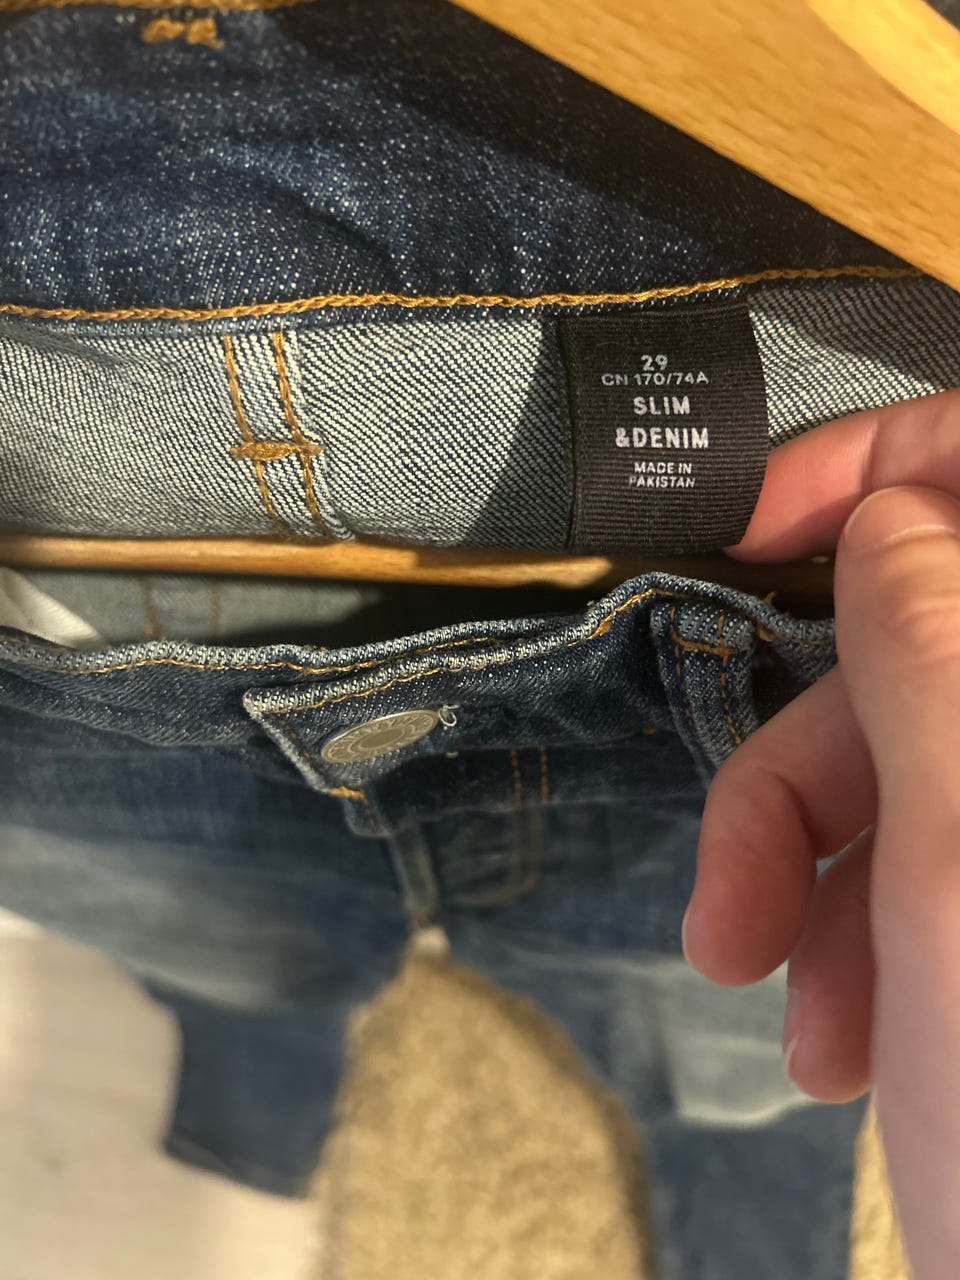 29
CN 170/74A
SLIM
&DENIM
MADE IN
PAKISTAN